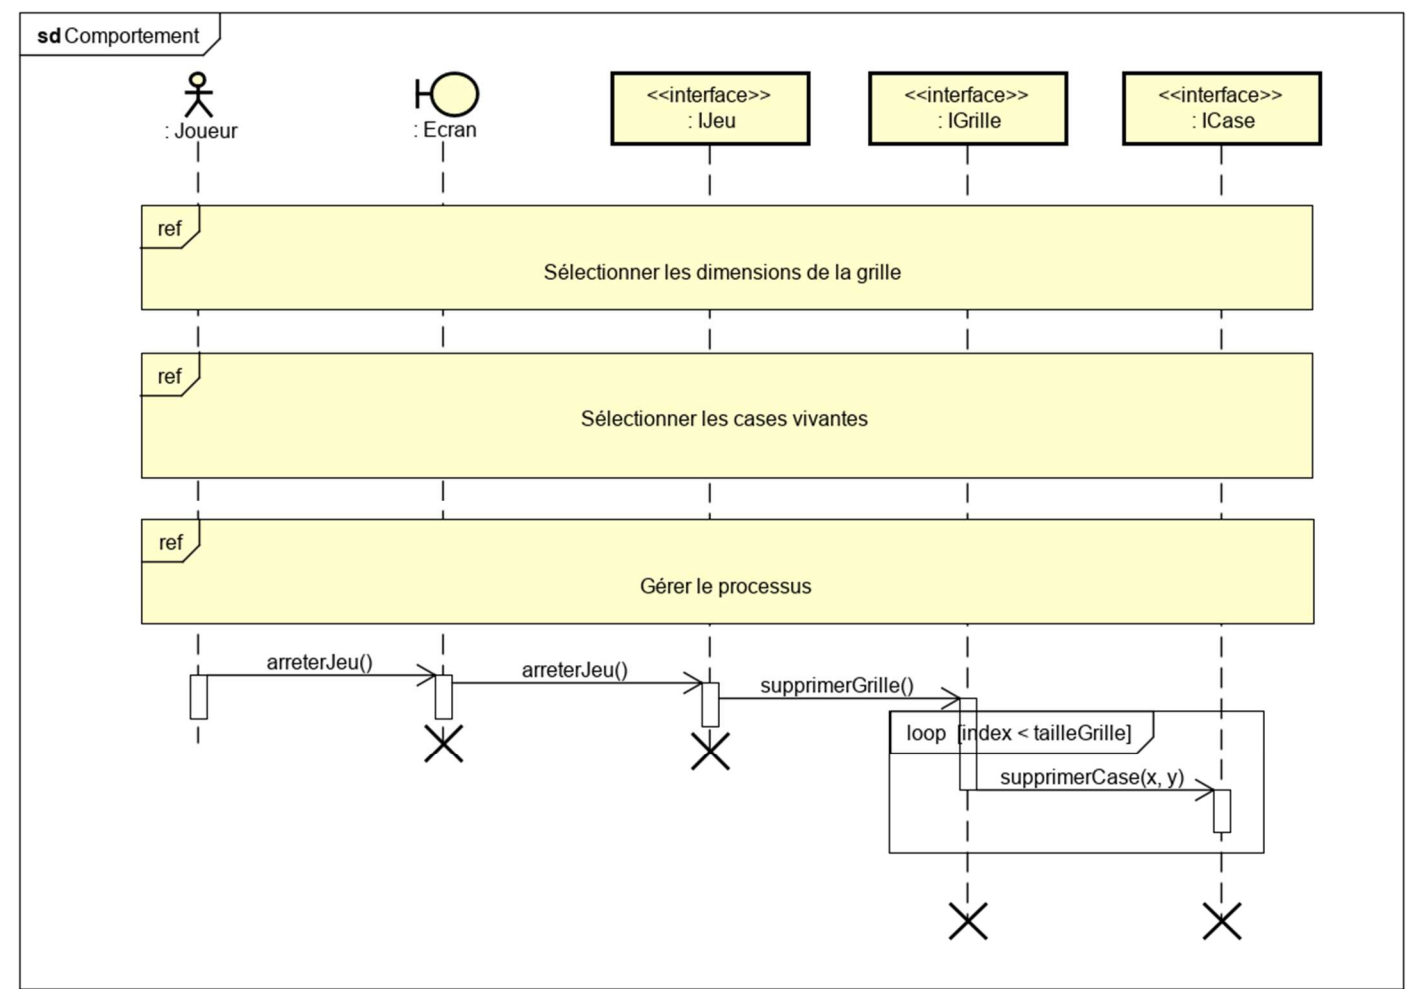 sd Comportement
: Joueur
: Ecran
<<interface>>
: IJeu
<<interface>>
: IGrille
<<interface>>
: ICase
ref
Sélectionner les dimensions de la grille
ref
Sélectionner les cases vivantes
ref
Gérer le processus
arreterJeu()
arreterJeu()
supprimerGrille()
loop [index < tailleGrille]
supprimerCase(x, y)